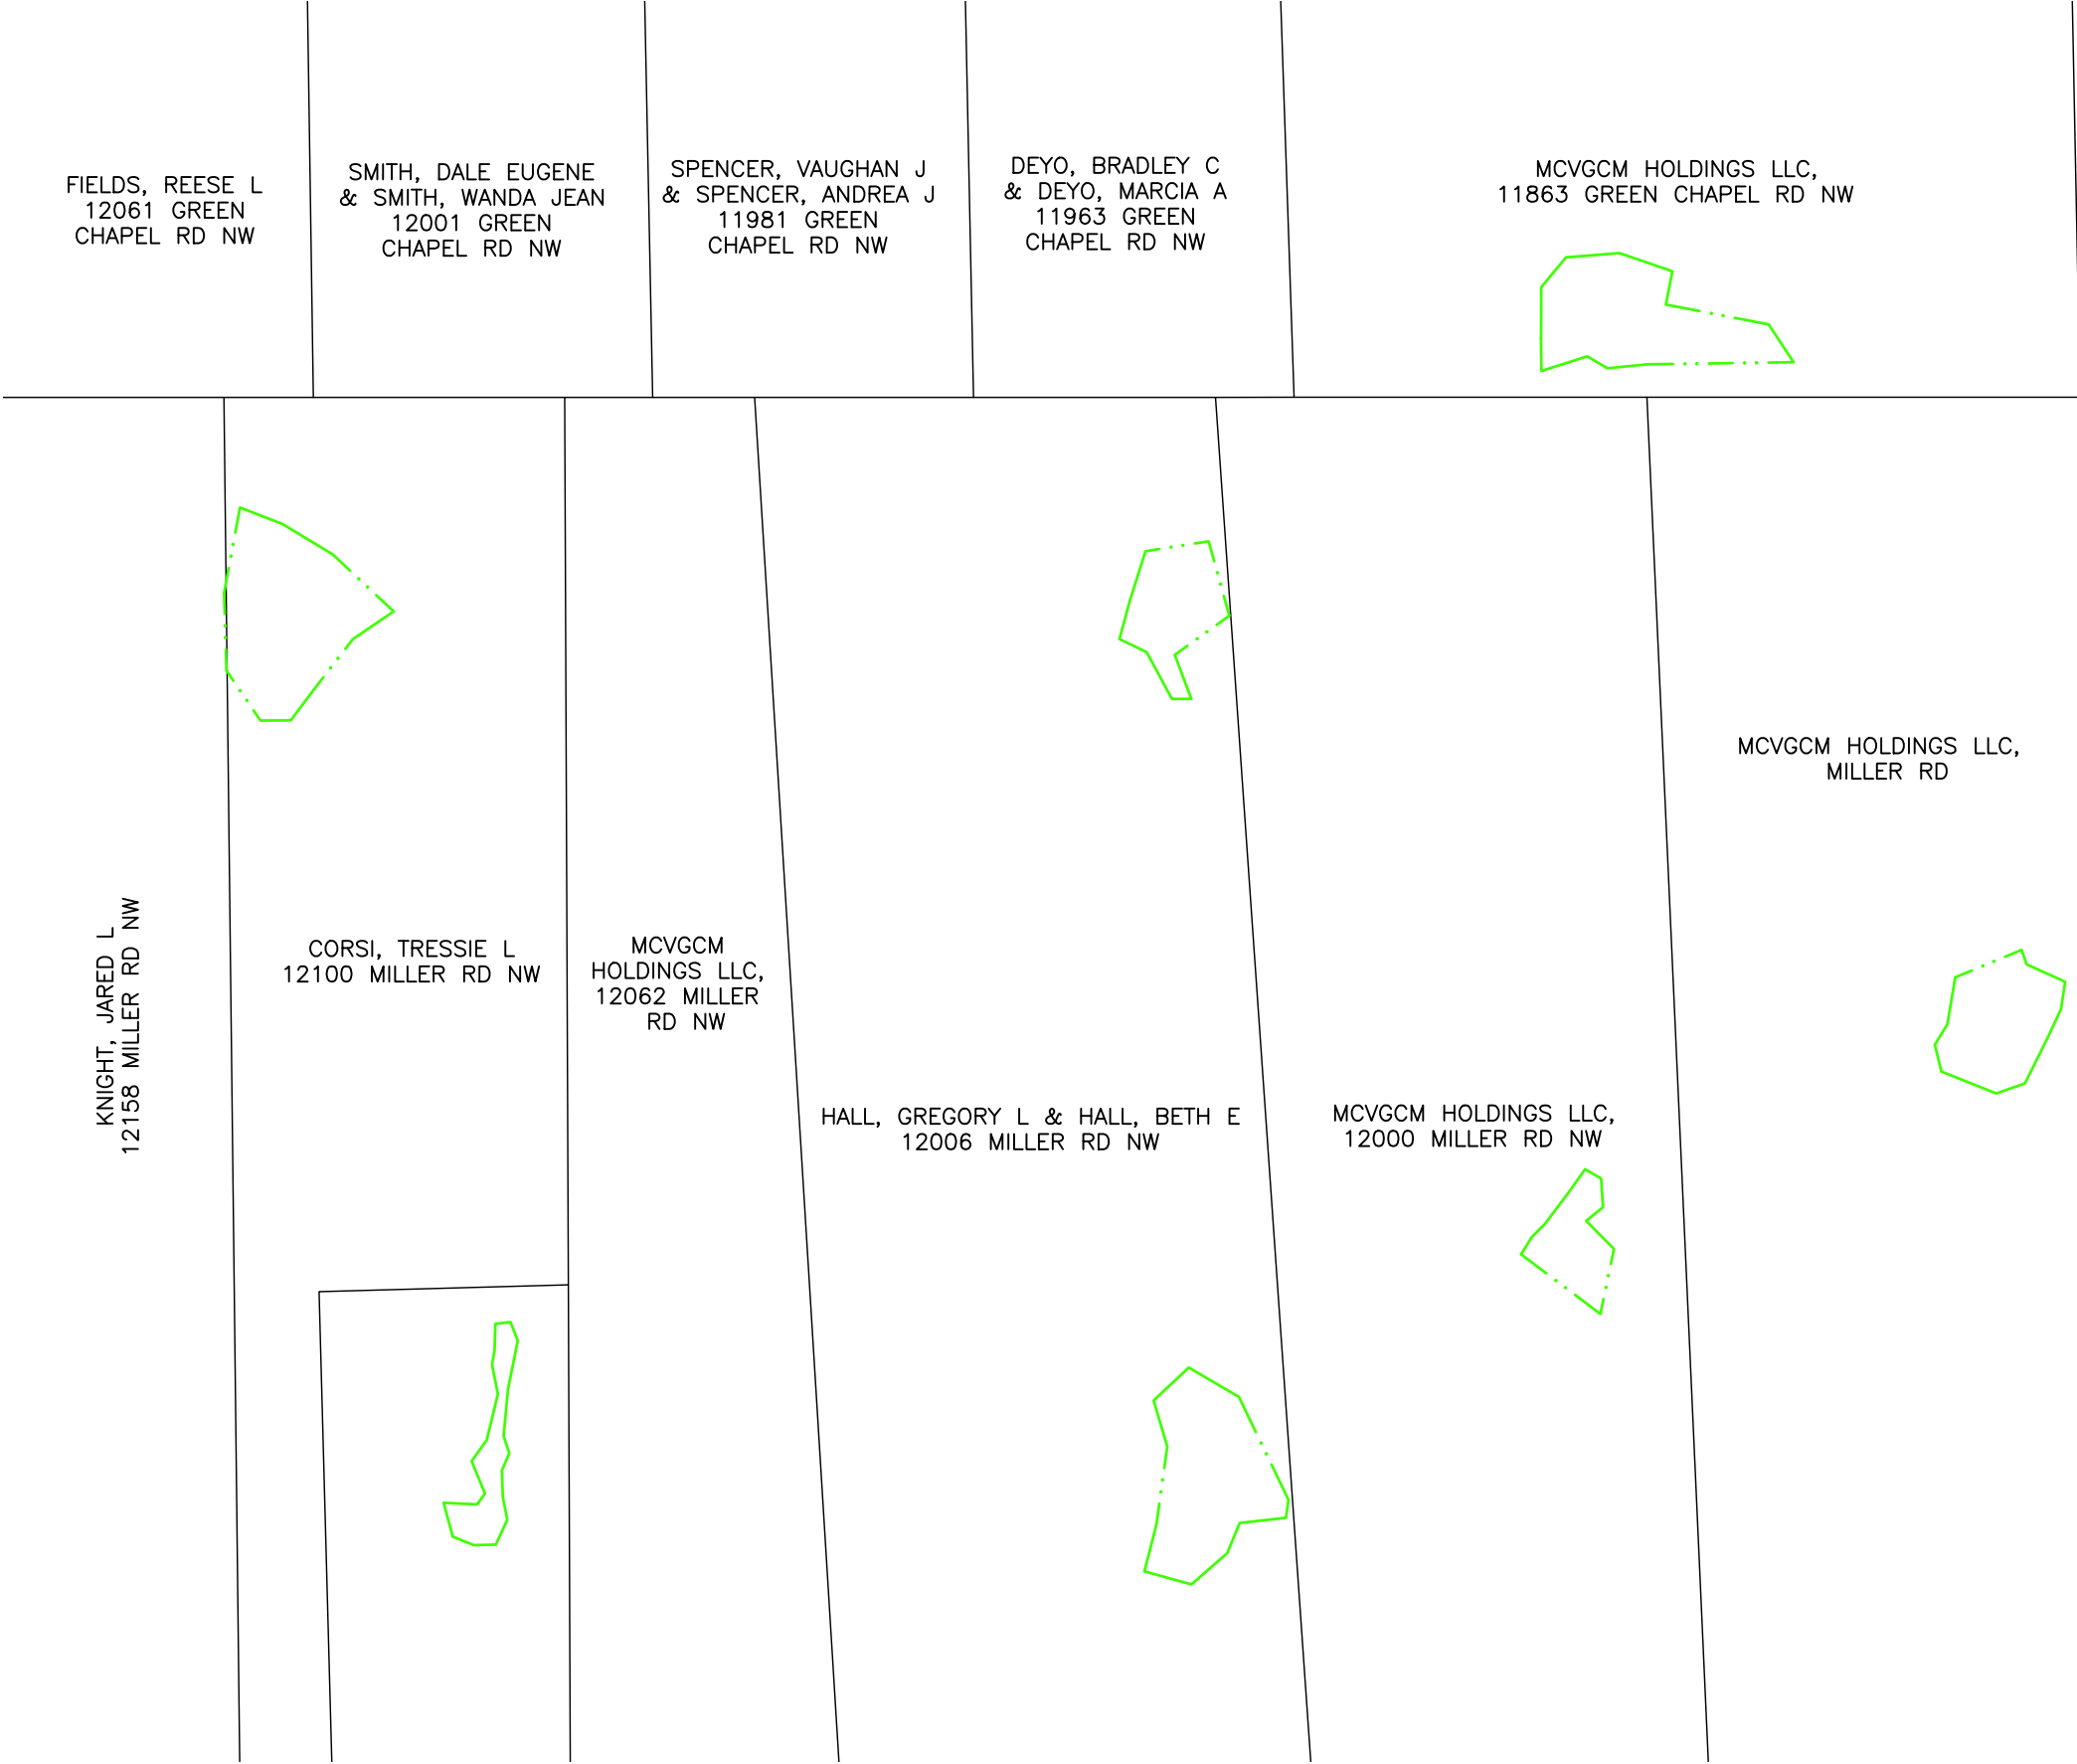 FIELDS, REESE L
12061 GREEN
CHAPEL RD NW
SMITH, DALE EUGENE
& SMITH, WANDA JEAN
12001 GREEN
CHAPEL RD NW
SPENCER, VAUGHAN J
& SPENCER, ANDREA J
11981 GREEN
CHAPEL RD NW
DEYO, BRADLEY C
& DEYO, MARCIA A
11963 GREEN
CHAPEL RD NW
MCVGCM HOLDINGS LLC,
11863 GREEN CHAPEL RD NW
KNIGHT, JARED L
12158 MILLER RD NW
CORSI, TRESSIE L
12100 MILLER RD NW
MCVGCM
HOLDINGS LLC,
12062 MILLER
RD NW
HALL, GREGORY L & HALL, BETH E
12006 MILLER RD NW
MCVGCM HOLDINGS LLC,
12000 MILLER RD NW
MCVGCM HOLDINGS LLC,
MILLER RD